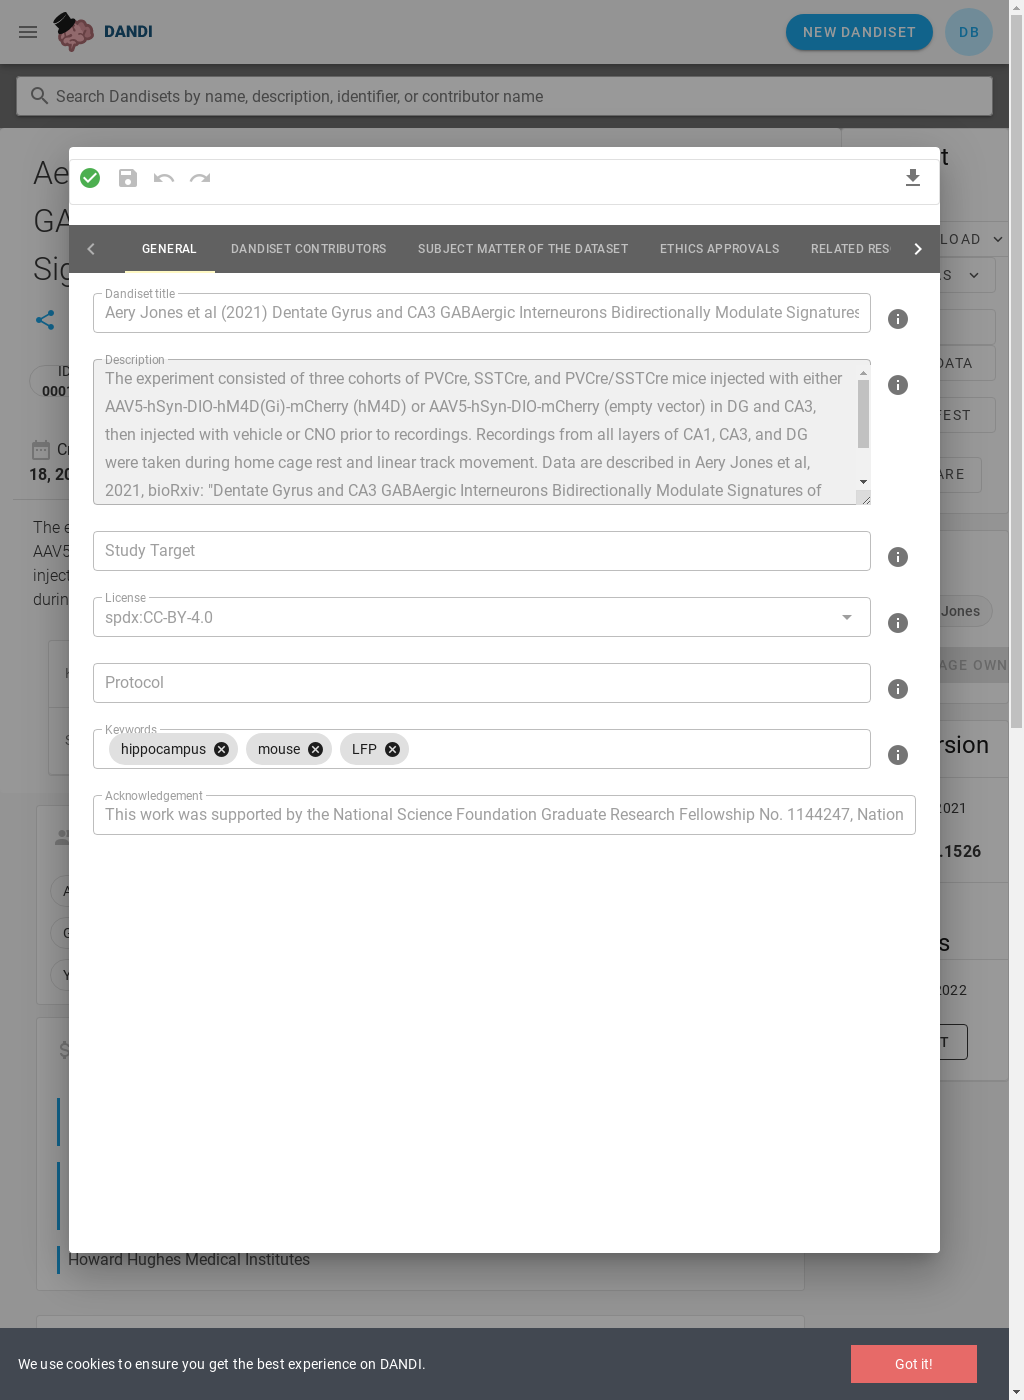 DANDI
NEW DANDISET
DB
Search Dandisets by name, description, identifier, or contributor name
GENERAL
DANDISET CONTRIBUTORS
SUBJECT MATTER OF THE DATASET
ETHICS APPROVALS
RELATED RES
Dandiset title
Aery Jones et al (2021) Dentate Gyrus and CA3 GABAergic Interneurons Bidirectionally Modulate Signatures
Description
The experiment consisted of three cohorts of PVCre, SSTCre, and PVCre/SSTCre mice injected with either
AAV5-hSyn-DIO-hM4D(Gi)-mCherry (hM4D) or AAV5-hSyn-DIO-mCherry (empty vector) in DG and CA3,
then injected with vehicle or CNO prior to recordings. Recordings from all layers of CA1, CA3, and DG
were taken during home cage rest and linear track movement. Data are described in Aery Jones et al,
2021, bioRxiv: "Dentate Gyrus and CA3 GABAergic Interneurons Bidirectionally Modulate Signatures of
Study Target
License
spdx:CC-BY-4.0
Protocol
Keywords
hippocampus
mouse
LFP
Acknowledgement
This work was supported by the National Science Foundation Graduate Research Fellowship No. 1144247, Nation
Ae
GA
Sig
ID
0001
18, 20
The e
AAV5
inject
durin
LOAD
DATA
Jones
AGE OWN
rsion
2021
.1526
2022
Howard Hughes Medical Institutes
We use cookies to ensure you get the best experience on DANDI.
Got it!